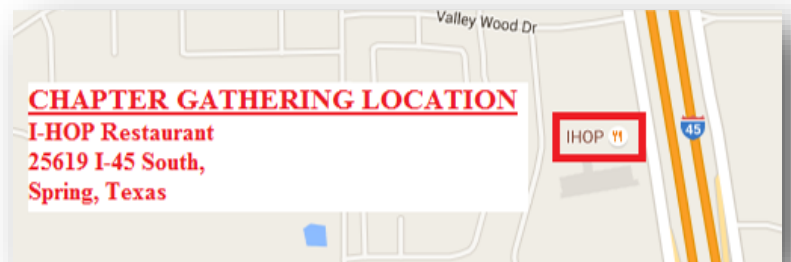 Valley Wood Dr
CHAPTER GATHERING LOCATION
I-HOP Restaurant
25619 I-45 South,
Spring, Texas
IHOP
45